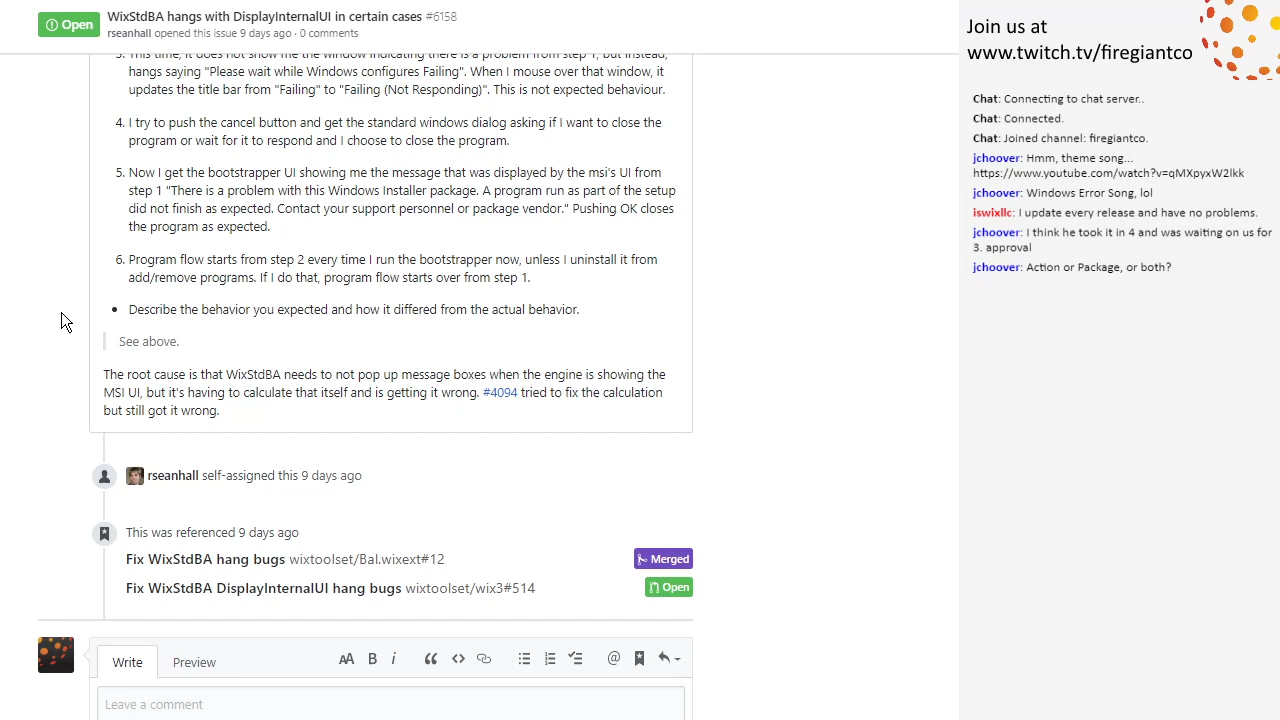 Open
WixStdBA hangs with DisplayInternalUI in certain cases #6158
rseanhall opened this issue 9 days ago · 0 comments
3. This time, it does not show me the window indicating there is a problem from step 1, but instead,
hangs saying "Please wait while Windows configures Failing". When I mouse over that window, it
updates the title bar from "Failing" to "Failing (Not Responding)". This is not expected behaviour.
4. I try to push the cancel button and get the standard windows dialog asking if I want to close the
program or wait for it to respond and I choose to close the program.
5. Now I get the bootstrapper UI showing me the message that was displayed by the msi's UI from
step 1 "There is a problem with this Windows Installer package. A program run as part of the setup
did not finish as expected. Contact your support personnel or package vendor." Pushing OK closes
the program as expected.
6. Program flow starts from step 2 every time I run the bootstrapper now, unless I uninstall it from
add/remove programs. If I do that, program flow starts over from step 1.
• Describe the behavior you expected and how it differed from the actual behavior.
See above.
The root cause is that WixStdBA needs to not pop up message boxes when the engine is showing the
MSI UI, but it's having to calculate that itself and is getting it wrong. #4094 tried to fix the calculation
but still got it wrong.
rseanhall self-assigned this 9 days ago
This was referenced 9 days ago
Fix WixStdBA hang bugs wixtoolset/Bal.wixext#12
Merged
Fix WixStdBA DisplayInternalUI hang bugs wixtoolset/wix3#514
Open
Write
Preview
Leave a comment
Join us at
www.twitch.tv/firegiantco
Chat: Connecting to chat server..
Chat: Connected.
Chat: Joined channel: firegiantco.
jchoover: Hmm, theme song...
https://www.youtube.com/watch?v=qMXpyxW2lkk
jchoover: Windows Error Song, lol
iswixllc: I update every release and have no problems.
jchoover: I think he took it in 4 and was waiting on us for
3. approval
jchoover: Action or Package, or both?